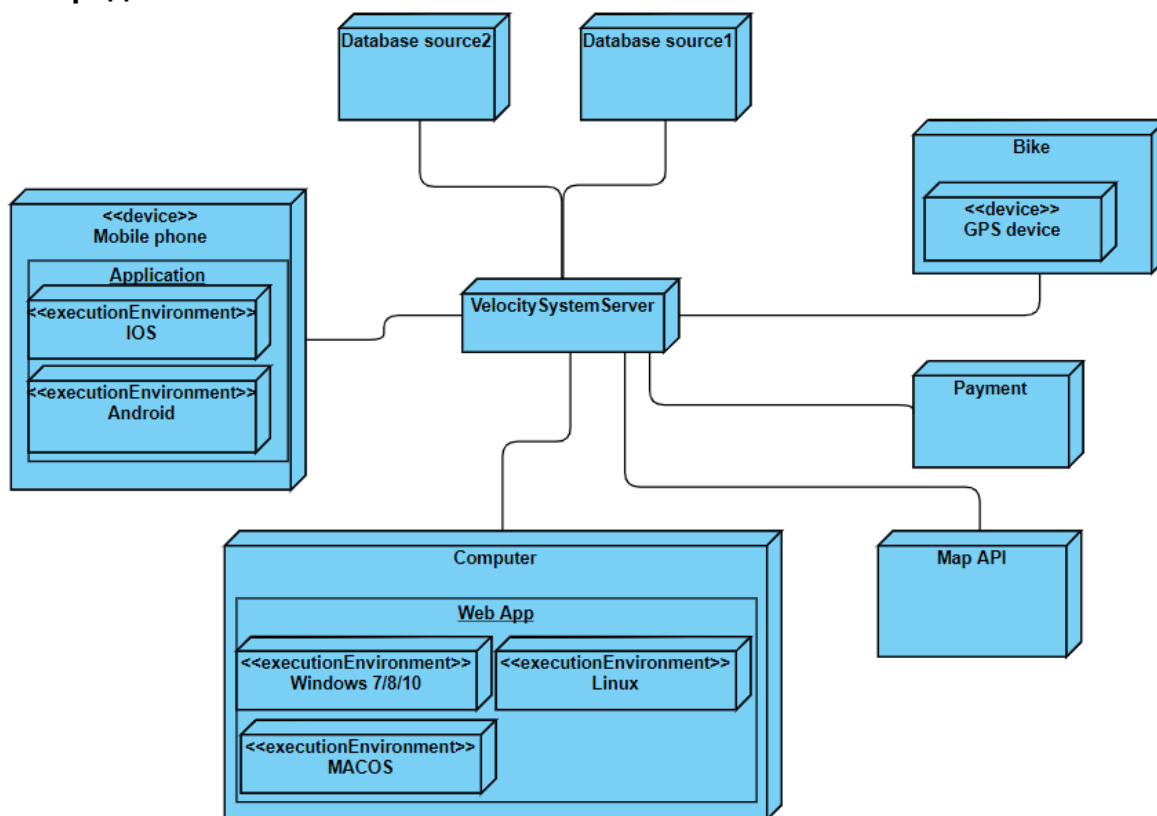 Database source2
Database source1
Bike
<<device>>
GPS device
<<device>>
Mobile phone
Application
<<executionEnvironment>>
IOS
<<executionEnvironment>>
Android
VelocitySystemServer
Payment
Map API
Computer
Web App
<<executionEnvironment>>
Windows 7/8/10
<<executionEnvironment>>
Linux
<<executionEnvironment>>
MACOS